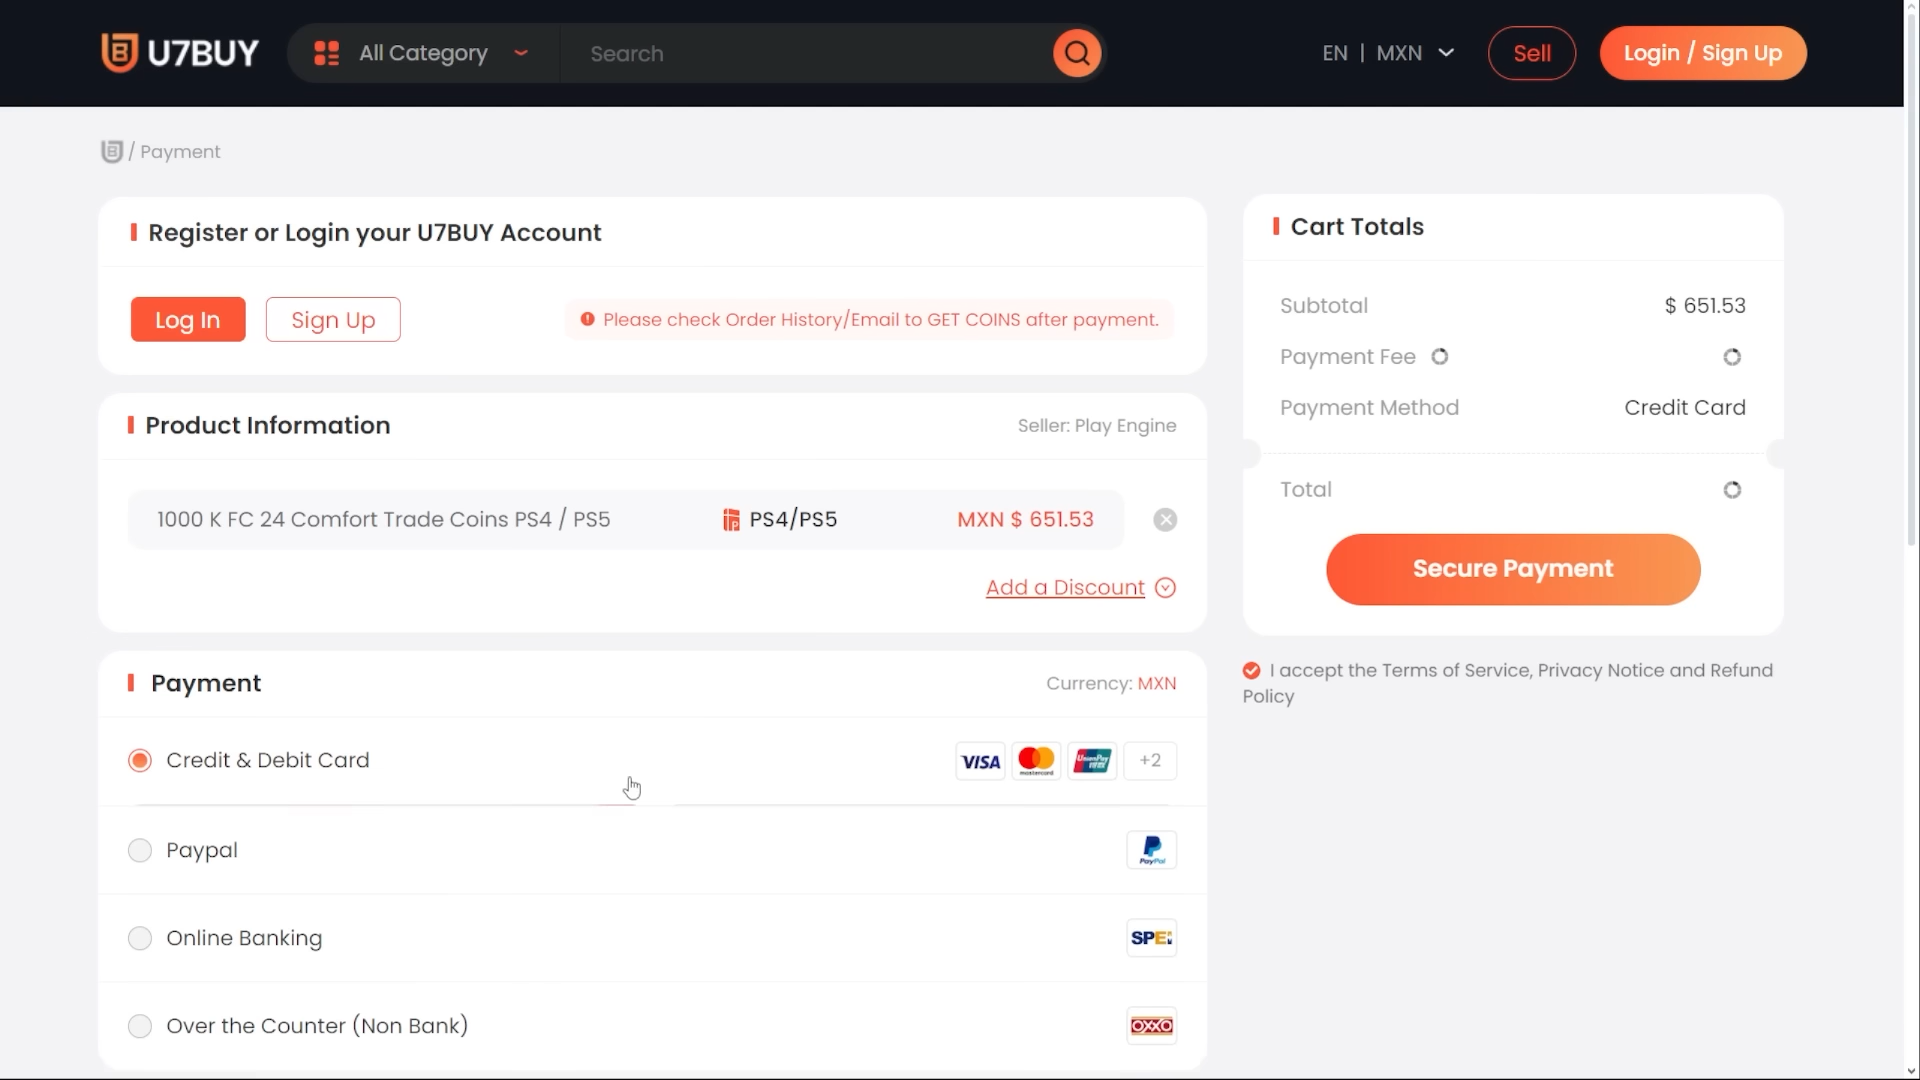 U7BUY
All Category
Search
EN | MXN
Sell
Login / Sign Up
/ Payment
Register or Login your U7BUY Account
Log In
Sign Up
Please check Order History/Email to GET COINS after payment.
Product Information
Seller: Play Engine
1000 K FC 24 Comfort Trade Coins PS4 / PS5
PS4/PS5
MXN $ 651.53
Add a Discount
Payment
Currency: MXN
Credit & Debit Card
VISA
mastercard
UnionPay
+2
Paypal
PayPal
Online Banking
SPEI
Over the Counter (Non Bank)
OXXO
Cart Totals
Subtotal
$ 651.53
Payment Fee
Payment Method
Credit Card
Total
Secure Payment
I accept the Terms of Service, Privacy Notice and Refund
Policy